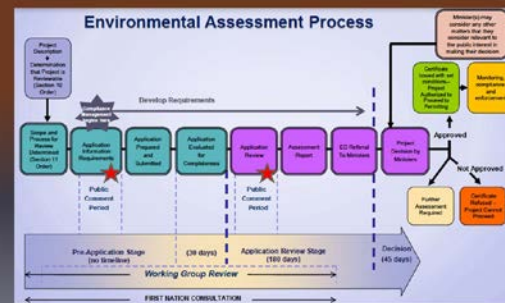 Environmental Assessment Process
Project
Description
Determination
that Project is
Reviewable
(Section 10
Order)
Minister(s) may
consider any other
matters that they
consider relevant to
the public interest in
making their decision
Compliance
Management
begins here
Develop Requirements
Certificate
issued with set
conditions –
Project
Authorized to
Proceed to
Permitting
Monitoring,
compliance
and
enforcement
Approved
Scope and
Process for
Review
Determined
(Section 11
Order)
Application
Information
Requirements
Application
Prepared
and
Submitted
Application
Evaluated
for
Completeness
Application
Review
Assessment
Report
ED Referral
To
Ministers
Project
Decision by
Ministers
Not Approved
Public
Comment
Period
Public
Comment
Period
Further
Assessment
Required
Certificate
Refused –
Project Cannot
Proceed
Pre-Application Stage
(no timeline)
(30 days)
Application Review Stage
(180 days)
Decision
(45 days)
Working Group Review
FIRST NATION CONSULTATION